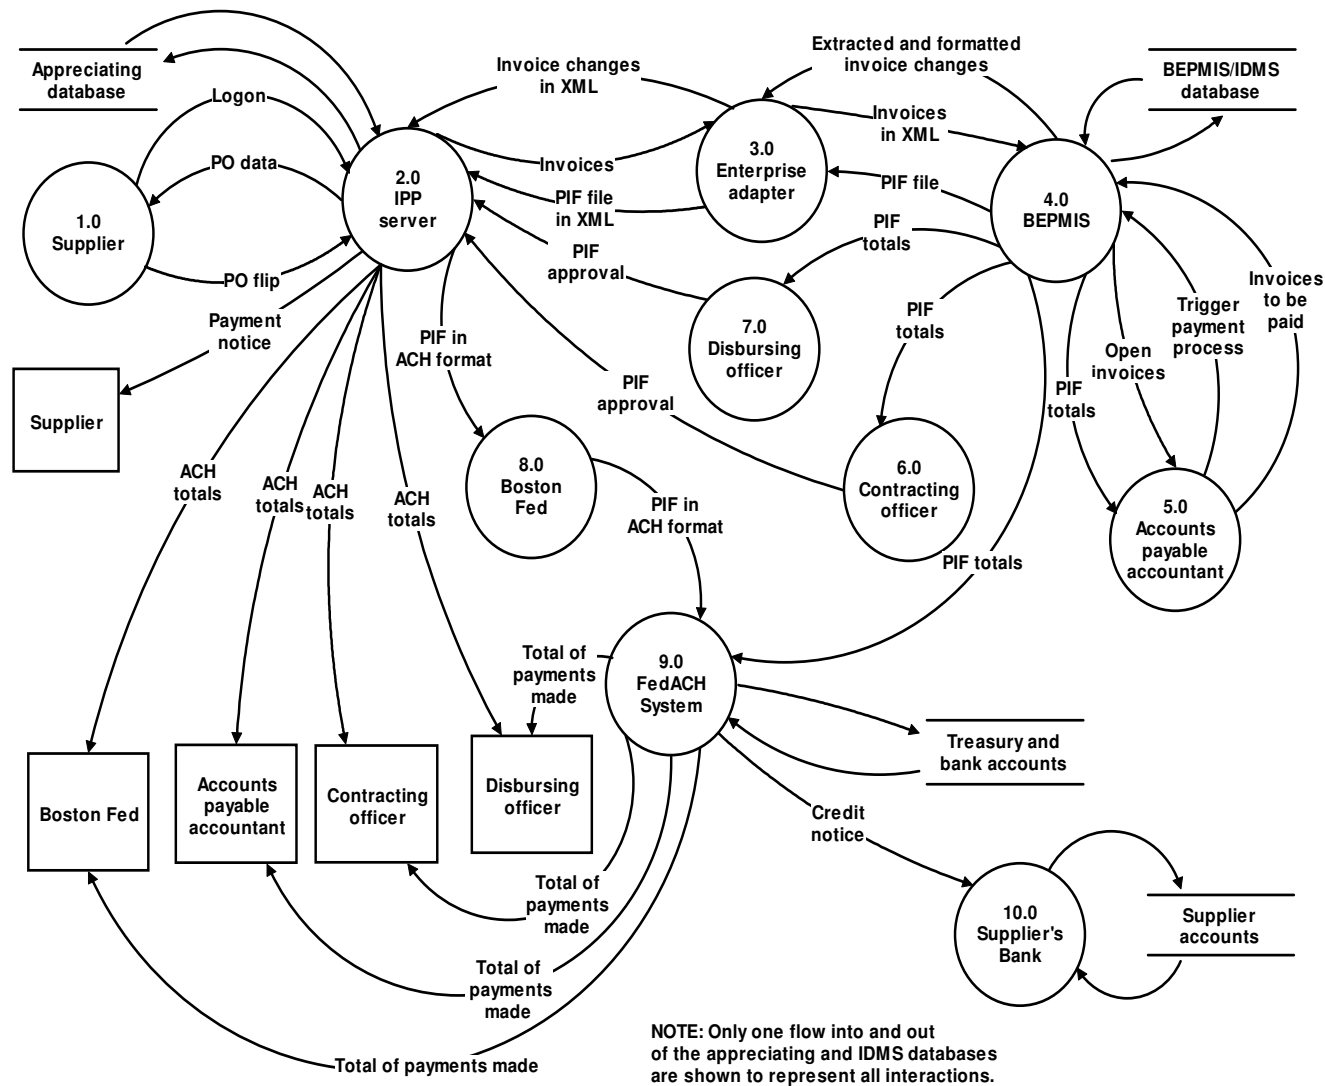 Appreciating
database
Logon
PO data
1.0
Supplier
PO flip
Payment
notice
Supplier
2.0
IPP
server
Invoice changes
in XML
Invoices
PIF file
in XML
PIF
approval
Extracted and formatted
invoice changes
Invoices
in XML
3.0
Enterprise
adapter
PIF file
PIF
totals
BEPMIS/IDMS
database
4.0
BEPMIS
7.0
Disbursing
officer
PIF
totals
PIF in
ACH format
PIF
approval
Invoices
to be
paid
Trigger
payment
process
Open
invoices
PIF
totals
ACH
totals
ACH
totals
ACH
totals
ACH
totals
8.0
Boston
Fed
PIF in
ACH format
6.0
Contracting
officer
5.0
Accounts
payable
accountant
PIF totals
Total of
payments
made
9.0
FedACH
System
Treasury and
bank accounts
Boston Fed
Accounts
payable
accountant
Contracting
officer
Disbursing
officer
Credit
notice
Total of
payments
made
10.0
Supplier's
Bank
Supplier
accounts
Total of
payments
made
Total of payments made
NOTE: Only one flow into and out
of the appreciating and IDMS databases
are shown to represent all interactions.